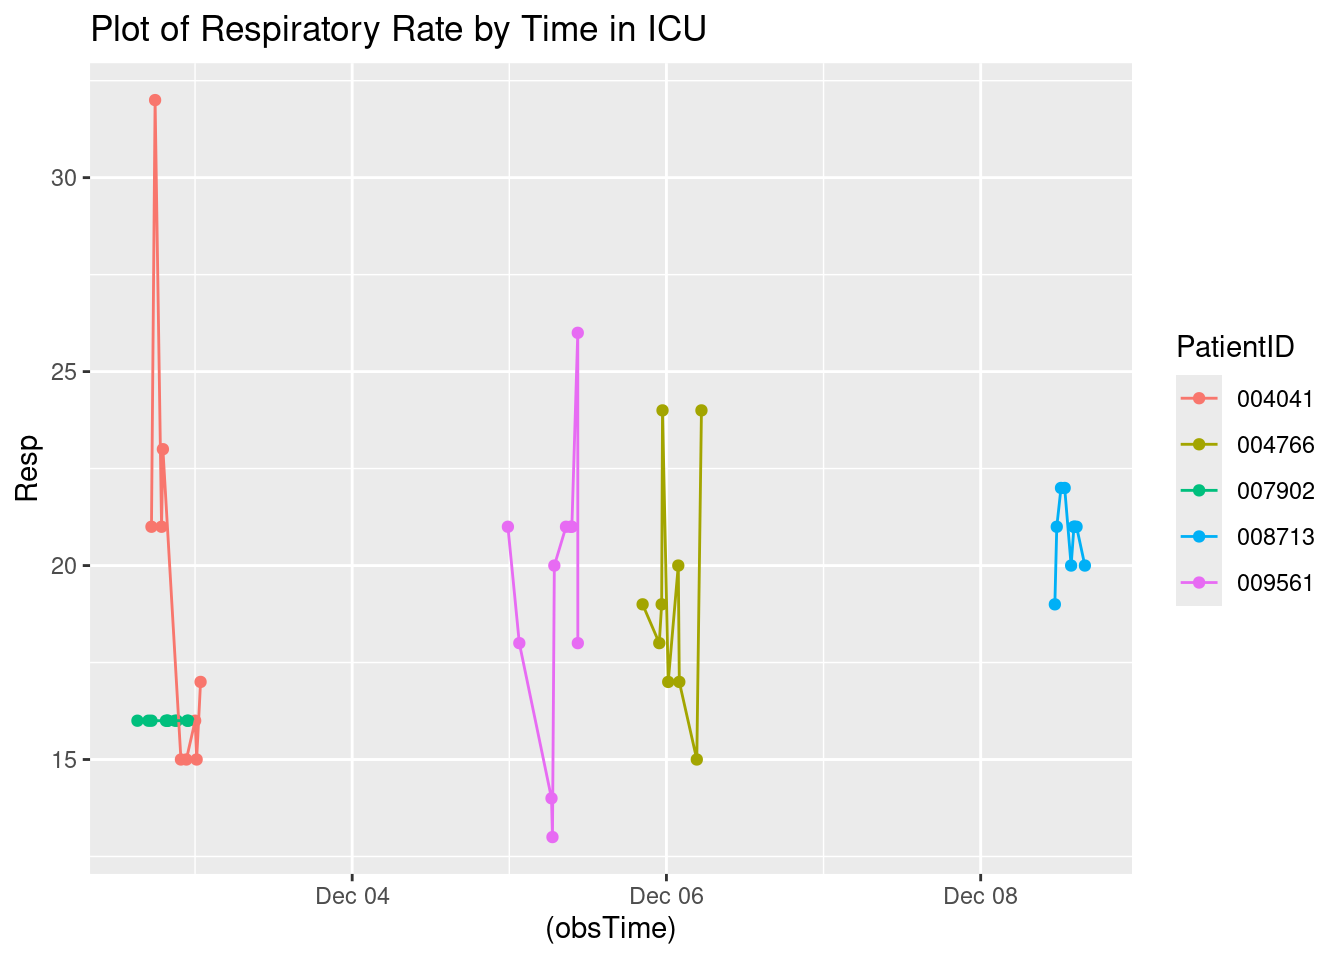 Plot of Respiratory Rate by Time in ICU
Resp
30
25
20
15
Dec 04
Dec 06
Dec 08
(obsTime)
PatientID
004041
004766
007902
008713
009561